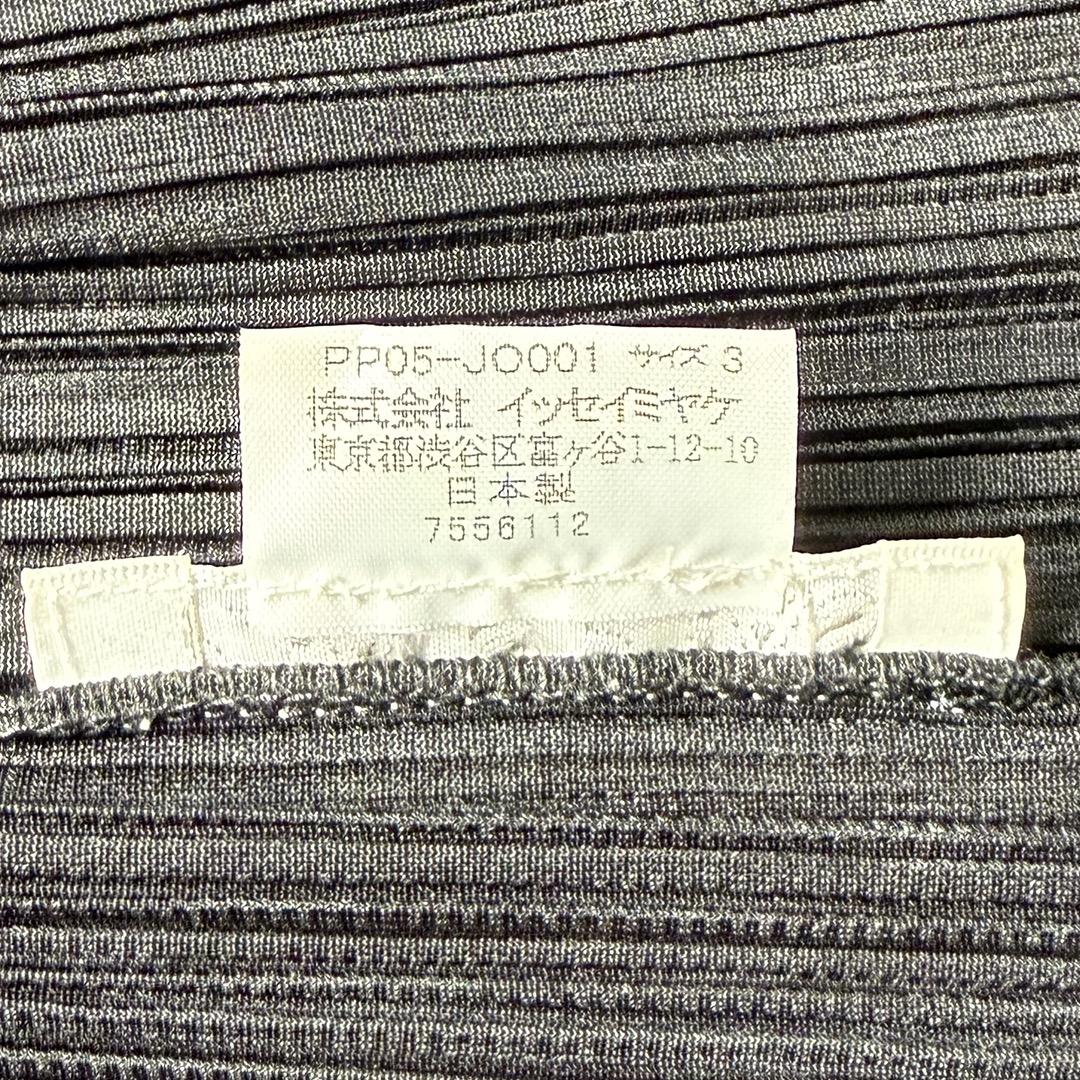 PP05-JO001 サイズ 3
株式会社 イッセイミヤケ
東京都渋谷区富ヶ谷1-12-10
日本製
7556112